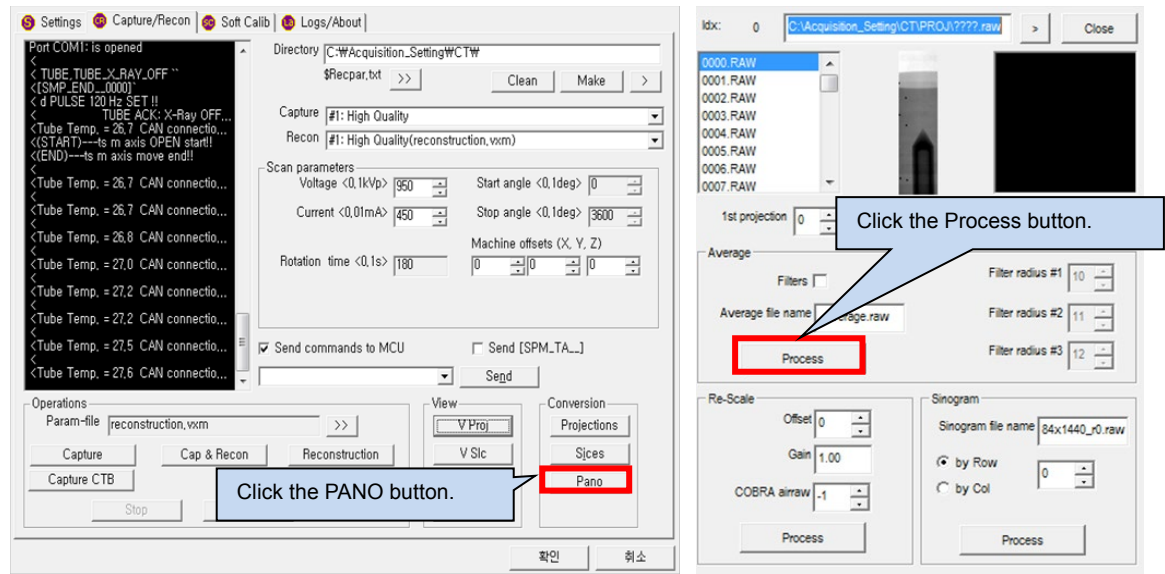 Settings Capture/Recon Soft Calib Logs/About
Port COM1: is opened
<
< TUBE,TUBE_X_RAY_OFF ``
<[SMP_END__0000]`
< d PULSE 120 Hz SET !!
< TUBE ACK: X-Ray OFF...
<Tube Temp, = 26,7 CAN connectio...
<(START)---ts m axis OPEN start!!
<(END)---ts m axis move end!!
<
<Tube Temp, = 26,7 CAN connectio...
<
<Tube Temp, = 26,7 CAN connectio...
<
<Tube Temp, = 26,8 CAN connectio...
<
<Tube Temp, = 27,0 CAN connectio...
<
<Tube Temp, = 27,2 CAN connectio...
<
<Tube Temp, = 27,2 CAN connectio...
<
<Tube Temp, = 27,5 CAN connectio...
<
<Tube Temp, = 27,6 CAN connectio...
Directory C:₩Acquisition_Setting₩CT₩
$Recpar,txt >> Clean Make >
Capture #1: High Quality
Recon #1: High Quality(reconstruction,vxm)
Scan parameters
Voltage <0,1kVp> 950 Start angle <0,1deg> 0
Current <0,01mA> 450 Stop angle <0,1deg> 3600
Machine offsets (X, Y, Z)
Rotation time <0,1s> 180 0 0 0
Send commands to MCU Send [SPM_TA__]
Send
Operations
Param-file reconstruction,vxm >>
Capture Cap & Recon Reconstruction
Capture CTB
Stop
View
V Proj
V Slc
Conversion
Projections
Sices
Pano
Click the PANO button.
확인 취소
Idx: 0 C:\Acquisition_Setting\CT\PROJ\????.raw > Close
0000.RAW
0001.RAW
0002.RAW
0003.RAW
0004.RAW
0005.RAW
0006.RAW
0007.RAW
1st projection 0
Click the Process button.
Average
Filters Filter radius #1 10
Average file name erage.raw Filter radius #2 11
Process Filter radius #3 12
Re-Scale
Offset 0
Gain 1.00
COBRA airraw -1
Process
Sinogram
Sinogram file name 84x1440_r0.raw
by Row 0
by Col
Process